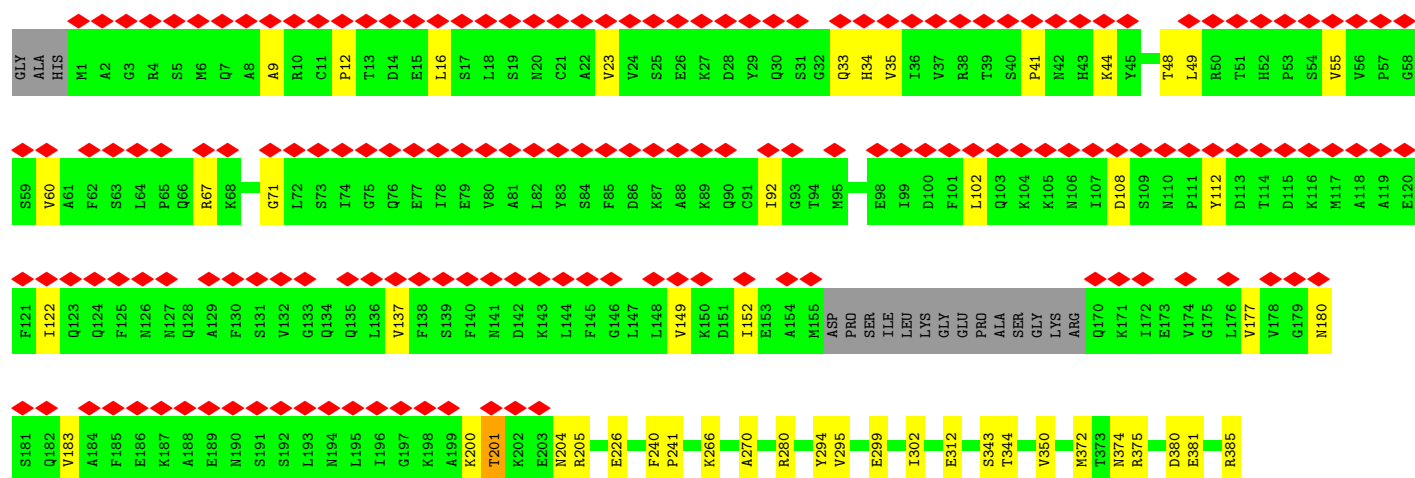 GLY ALA HIS M1 A2 G3 R4 S5 M6 Q7 A8 A9 R10 C11 P12 T13 D14 E15 L16 S17 L18 S19 N20 C21 A22 V23 V24 S25 E26 K27 D28 Y29 Q30 S31 G32 Q33 H34 V35 I36 V37 R38 T39 S40 P41 N42 H43 K44 Y45 T48 L49 R50 T51 H52 P53 S54 V55 V56 P57 G58
S59 V60 A61 F62 S63 L64 P65 Q66 R67 K68 G71 L72 S73 I74 G75 Q76 E77 I78 E79 V80 A81 L82 Y83 S84 F85 D86 K87 A88 K89 Q90 C91 I92 G93 T94 M95 E98 I99 D100 F101 L102 Q103 K104 K105 N106 I107 D108 S109 N110 P111 Y112 D113 T114 D115 K116 M117 A118 A119 E120
F121 I122 Q123 Q124 F125 N126 N127 Q128 A129 F130 S131 V132 G133 Q134 Q135 L136 V137 F138 S139 F140 N141 D142 K143 L144 F145 G146 L147 L148 V149 K150 D151 I152 E153 A154 M155 ASP PRO SER ILE LEU LYS GLY GLU PRO ALA SER GLY LYS ARG Q170 K171 I172 E173 V174 G175 L176 V177 V178 G179 N180
S181 Q182 V183 A184 F185 E186 K187 A188 E189 N190 S191 S192 L193 N194 L195 I196 G197 K198 A199 K200 T201 K202 E203 N204 R205 E226 F240 P241 K266 A270 R280 Y294 V295 E299 I302 E312 S343 T344 V350 M372 T373 N374 R375 D380 E381 R385